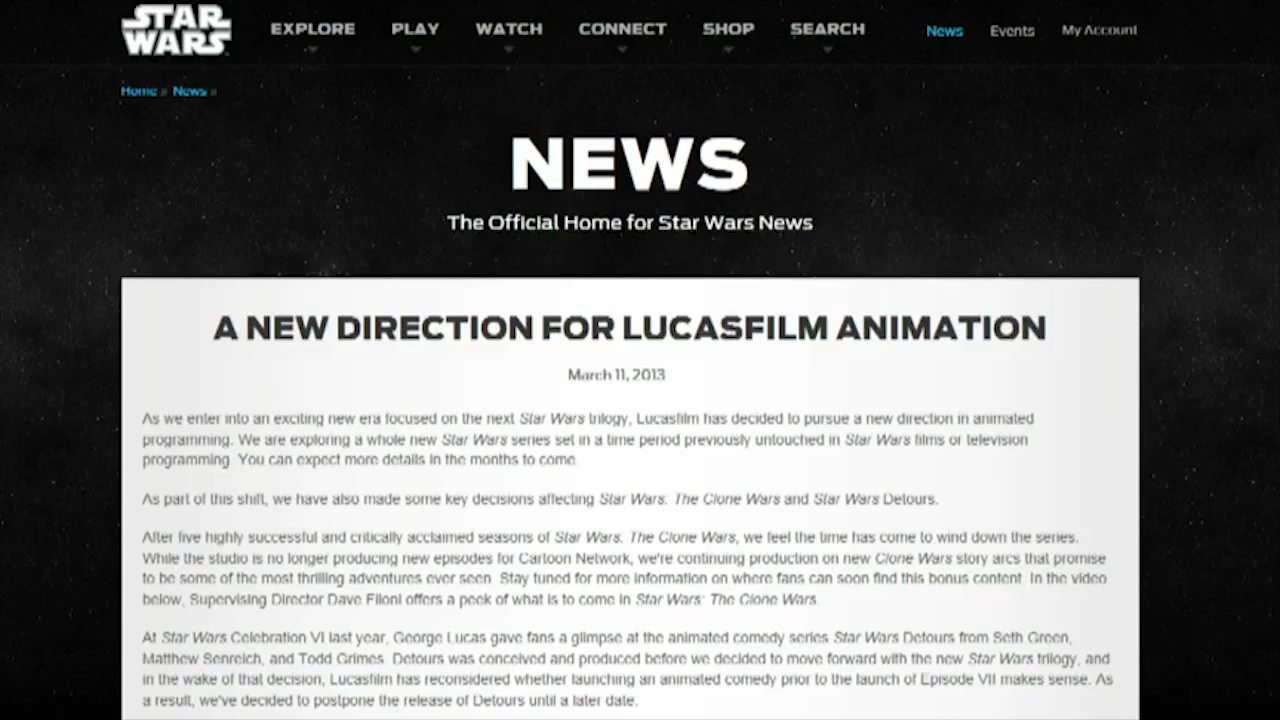 STAR WARS
EXPLORE PLAY WATCH CONNECT SHOP SEARCH News Events My Account
Home » News »
NEWS
The Official Home for Star Wars News
A NEW DIRECTION FOR LUCASFILM ANIMATION
March 11, 2013
As we enter into an exciting new era focused on the next Star Wars trilogy, Lucasfilm has decided to pursue a new direction in animated
programming. We are exploring a whole new Star Wars series set in a time period previously untouched in Star Wars films or television
programming. You can expect more details in the months to come.
As part of this shift, we have also made some key decisions affecting Star Wars: The Clone Wars and Star Wars Detours.
After five highly successful and critically acclaimed seasons of Star Wars: The Clone Wars, we feel the time has come to wind down the series.
While the studio is no longer producing new episodes for Cartoon Network, we're continuing production on new Clone Wars story arcs that promise
to be some of the most thrilling adventures ever seen. Stay tuned for more information on where fans can soon find this bonus content. In the video
below, Supervising Director Dave Filoni offers a peek of what is to come in Star Wars: The Clone Wars.
At Star Wars Celebration VI last year, George Lucas gave fans a glimpse at the animated comedy series Star Wars Detours from Seth Green,
Matthew Senreich, and Todd Grimes. Detours was conceived and produced before we decided to move forward with the new Star Wars trilogy, and
in the wake of that decision, Lucasfilm has reconsidered whether launching an animated comedy prior to the launch of Episode VII makes sense. As
a result, we've decided to postpone the release of Detours until a later date.